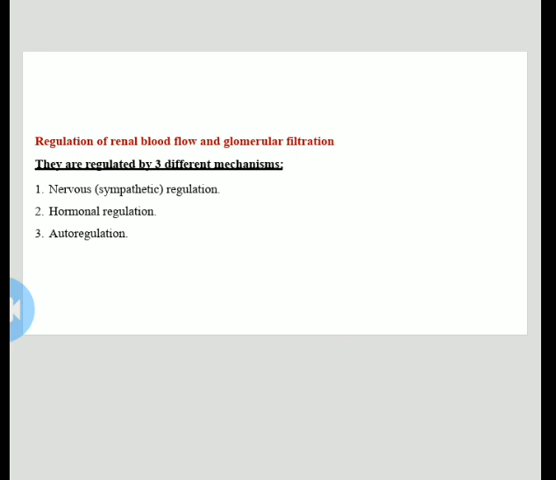 Regulation of renal blood flow and glomerular filtration
They are regulated by 3 different mechanisms:
1. Nervous (sympathetic) regulation.
2. Hormonal regulation.
3. Autoregulation.